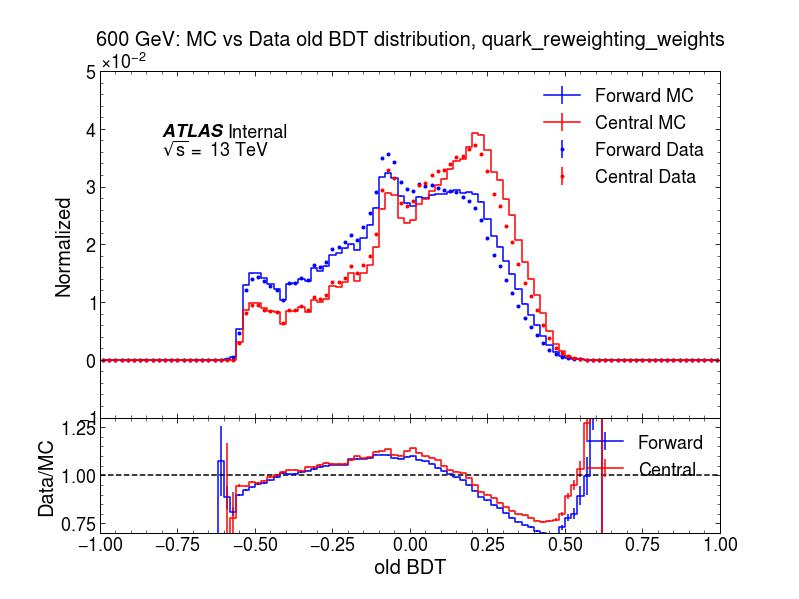 600 GeV: MC vs Data old BDT distribution, quark_reweighting_weights
×10⁻²
5
4
3
2
1
0
−1
Normalized
ATLAS Internal
√s = 13 TeV
Forward MC
Central MC
Forward Data
Central Data
1.25
1.00
0.75
Data/MC
Forward
Central
−1.00 −0.75 −0.50 −0.25 0.00 0.25 0.50 0.75 1.00
old BDT